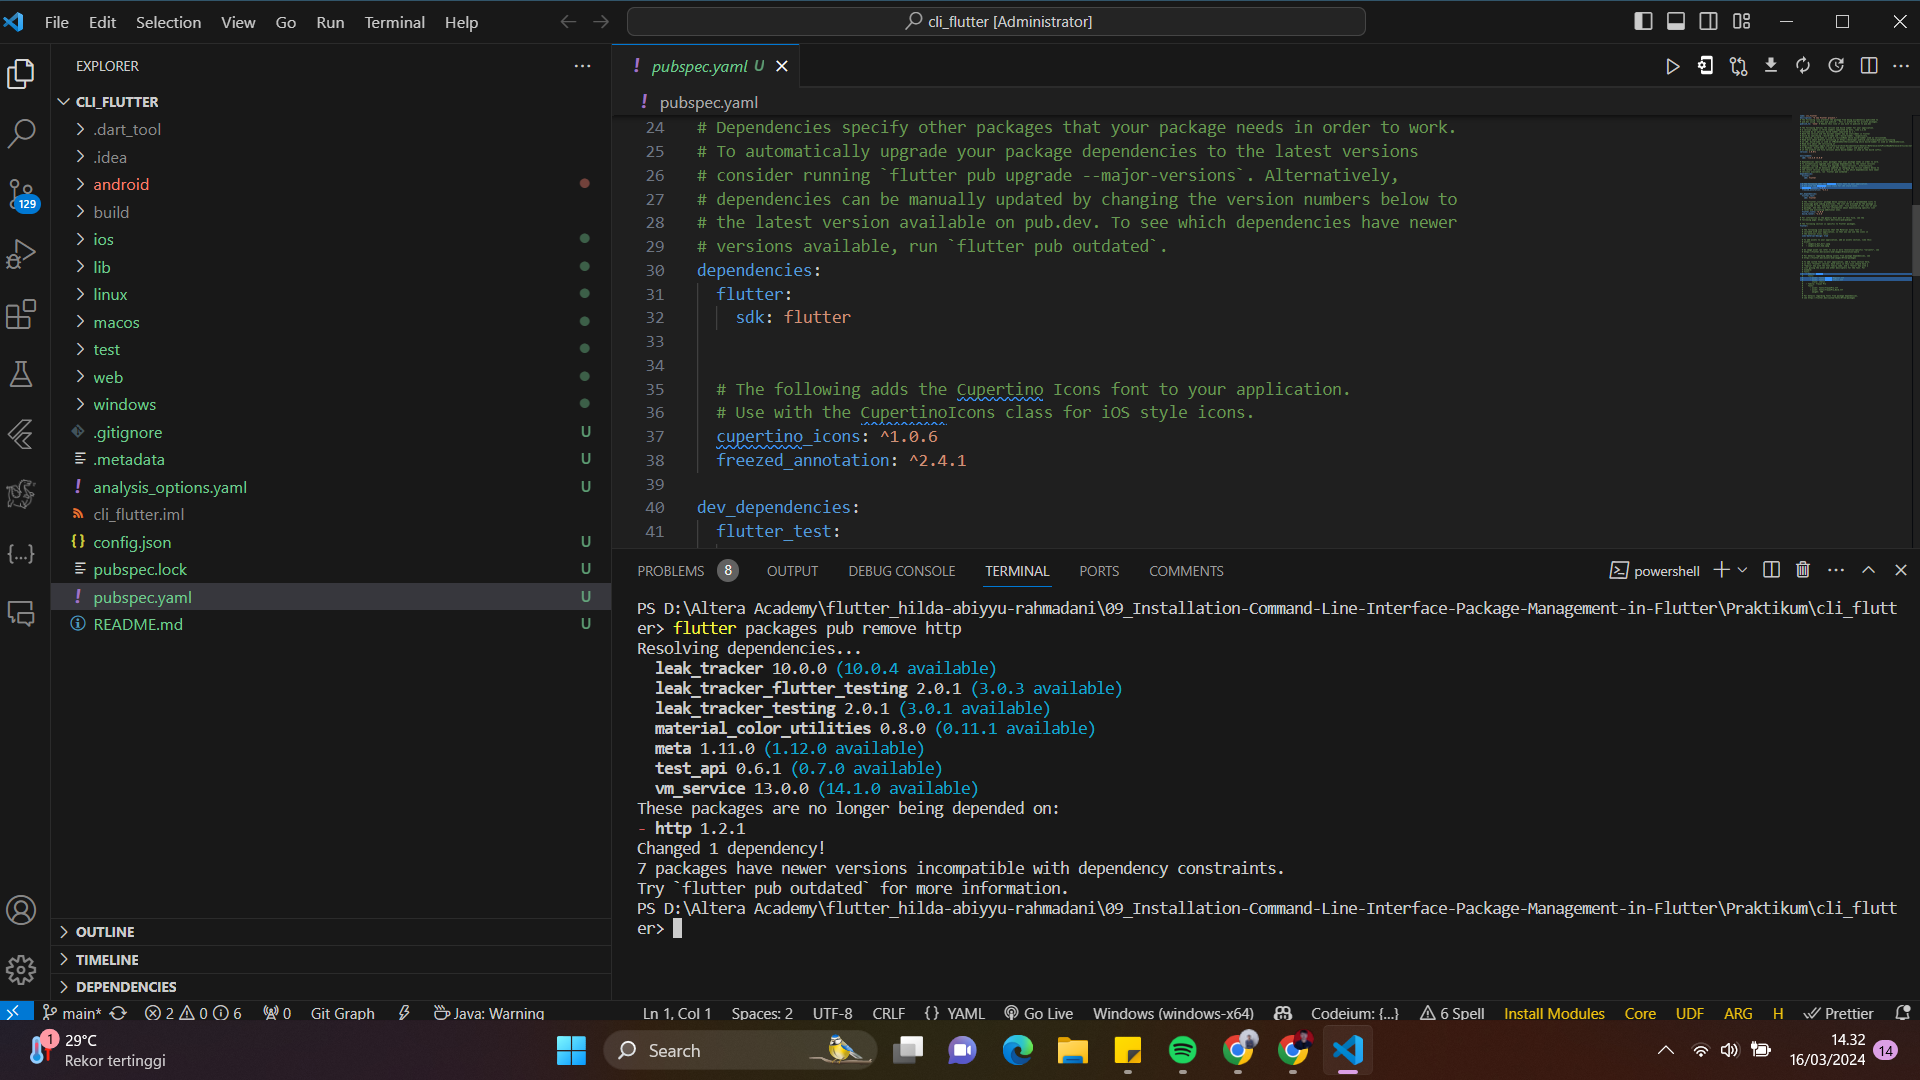 File Edit Selection View Go Run Terminal Help
cli_flutter [Administrator]
EXPLORER
CLI_FLUTTER
.dart_tool
.idea
android
build
ios
lib
linux
macos
test
web
windows
.gitignore U
.metadata U
analysis_options.yaml U
cli_flutter.iml
config.json U
pubspec.lock U
pubspec.yaml U
README.md U
OUTLINE
TIMELINE
DEPENDENCIES
129
! pubspec.yaml U
! pubspec.yaml
24 # Dependencies specify other packages that your package needs in order to work.
25 # To automatically upgrade your package dependencies to the latest versions
26 # consider running `flutter pub upgrade --major-versions`. Alternatively,
27 # dependencies can be manually updated by changing the version numbers below to
28 # the latest version available on pub.dev. To see which dependencies have newer
29 # versions available, run `flutter pub outdated`.
30 dependencies:
31 flutter:
32 sdk: flutter
33
34
35 # The following adds the Cupertino Icons font to your application.
36 # Use with the CupertinoIcons class for iOS style icons.
37 cupertino_icons: ^1.0.6
38 freezed_annotation: ^2.4.1
39
40 dev_dependencies:
41 flutter_test:
PROBLEMS 8 OUTPUT DEBUG CONSOLE TERMINAL PORTS COMMENTS powershell
PS D:\Altera Academy\flutter_hilda-abiyyu-rahmadani\09_Installation-Command-Line-Interface-Package-Management-in-Flutter\Praktikum\cli_flutt
er> flutter packages pub remove http
Resolving dependencies...
leak_tracker 10.0.0 (10.0.4 available)
leak_tracker_flutter_testing 2.0.1 (3.0.3 available)
leak_tracker_testing 2.0.1 (3.0.1 available)
material_color_utilities 0.8.0 (0.11.1 available)
meta 1.11.0 (1.12.0 available)
test_api 0.6.1 (0.7.0 available)
vm_service 13.0.0 (14.1.0 available)
These packages are no longer being depended on:
- http 1.2.1
Changed 1 dependency!
7 packages have newer versions incompatible with dependency constraints.
Try `flutter pub outdated` for more information.
PS D:\Altera Academy\flutter_hilda-abiyyu-rahmadani\09_Installation-Command-Line-Interface-Package-Management-in-Flutter\Praktikum\cli_flutt
er>
main* 2 0 6 0 Git Graph Java: Warning Ln 1, Col 1 Spaces: 2 UTF-8 CRLF {} YAML Go Live Windows (windows-x64) Codeium: {...} 6 Spell Install Modules Core UDF ARG H Prettier
1 29°C
Rekor tertinggi
Search
14.32
16/03/2024
14